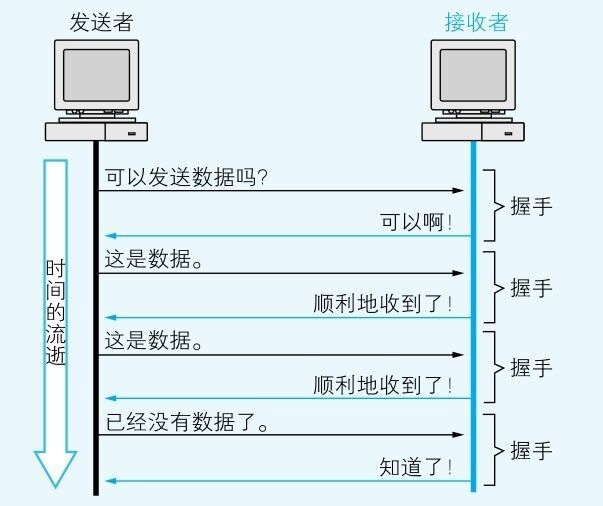 发送者
接收者
可以发送数据吗？
可以啊！
握手
这是数据。
顺利地收到了！
握手
这是数据。
顺利地收到了！
握手
已经没有数据了。
知道了！
握手
时间的流逝